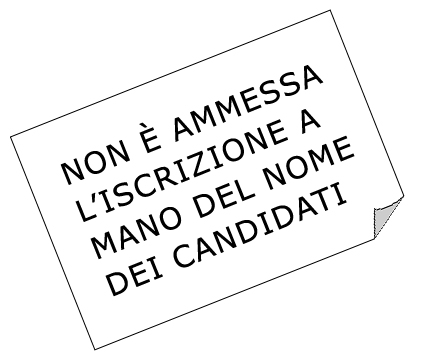 NON È AMMESSA
L’ISCRIZIONE A
MANO DEL NOME
DEI CANDIDATI